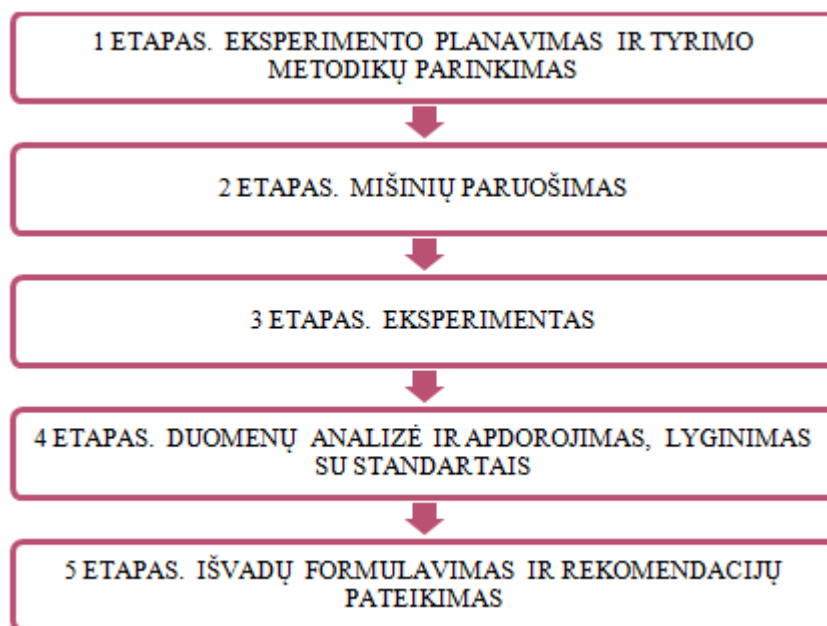 1 ETAPAS. EKSPERIMENTO PLANAVIMAS IR TYRIMO
METODIKŲ PARINKIMAS
2 ETAPAS. MIŠINIŲ PARUOŠIMAS
3 ETAPAS. EKSPERIMENTAS
4 ETAPAS. DUOMENŲ ANALIZĖ IR APDOROJIMAS, LYGINIMAS
SU STANDARTAIS
5 ETAPAS. IŠVADŲ FORMULAVIMAS IR REKOMENDACIJŲ
PATEIKIMAS